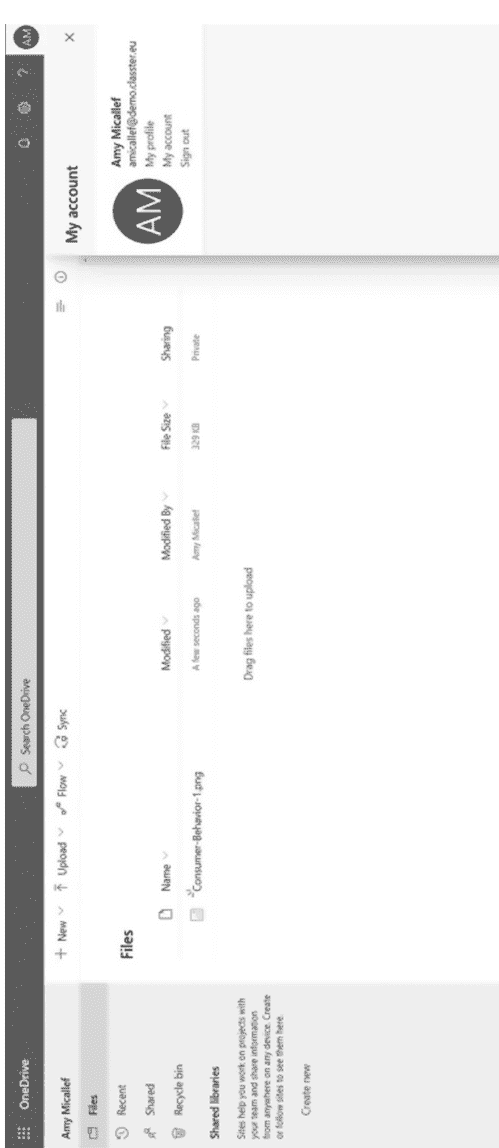 OneDrive
Search OneDrive
AM
Amy Micallef
Files
Recent
Shared
Recycle bin
Shared libraries
Sites help you work on projects with
your team and share information
from anywhere on any device. Create
or follow sites to see them here.
Create new
+ New
Upload
Flow
Sync
Files
Name
Modified
Modified By
File Size
Sharing
Consumer-Behavior-1.png
A few seconds ago
Amy Micallef
329 KB
Private
Drag files here to upload
My account
AM
Amy Micallef
amicallef@demo.classter.eu
My profile
My account
Sign out